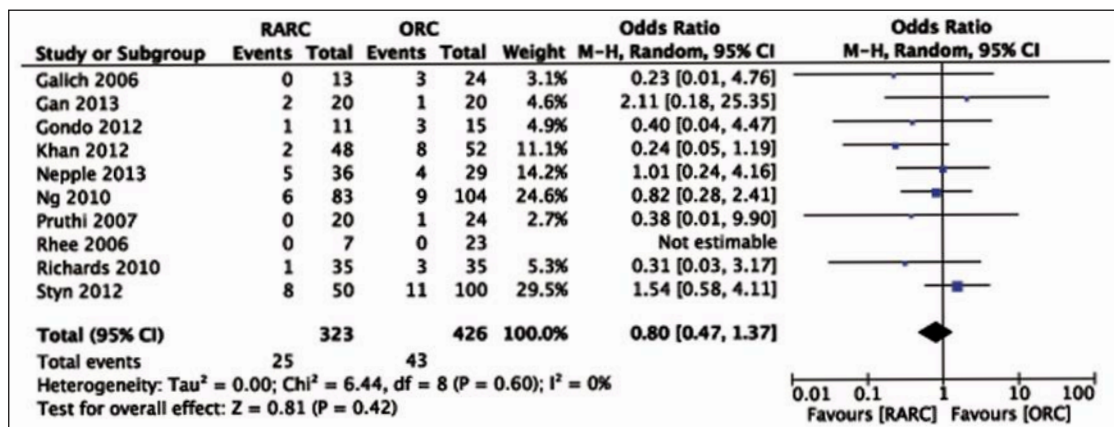 RARC ORC Odds Ratio Odds Ratio
Study or Subgroup Events Total Events Total Weight M-H, Random, 95% CI M-H, Random, 95% CI
Galich 2006 0 13 3 24 3.1% 0.23 [0.01, 4.76]
Gan 2013 2 20 1 20 4.6% 2.11 [0.18, 25.35]
Gondo 2012 1 11 3 15 4.9% 0.40 [0.04, 4.47]
Khan 2012 2 48 8 52 11.1% 0.24 [0.05, 1.19]
Nepple 2013 5 36 4 29 14.2% 1.01 [0.24, 4.16]
Ng 2010 6 83 9 104 24.6% 0.82 [0.28, 2.41]
Pruthi 2007 0 20 1 24 2.7% 0.38 [0.01, 9.90]
Rhee 2006 0 7 0 23 Not estimable
Richards 2010 1 35 3 35 5.3% 0.31 [0.03, 3.17]
Styn 2012 8 50 11 100 29.5% 1.54 [0.58, 4.11]
Total (95% CI) 323 426 100.0% 0.80 [0.47, 1.37]
Total events 25 43
Heterogeneity: Tau² = 0.00; Chi² = 6.44, df = 8 (P = 0.60); I² = 0%
Test for overall effect: Z = 0.81 (P = 0.42)
0.01 0.1 1 10 100
Favours [RARC] Favours [ORC]